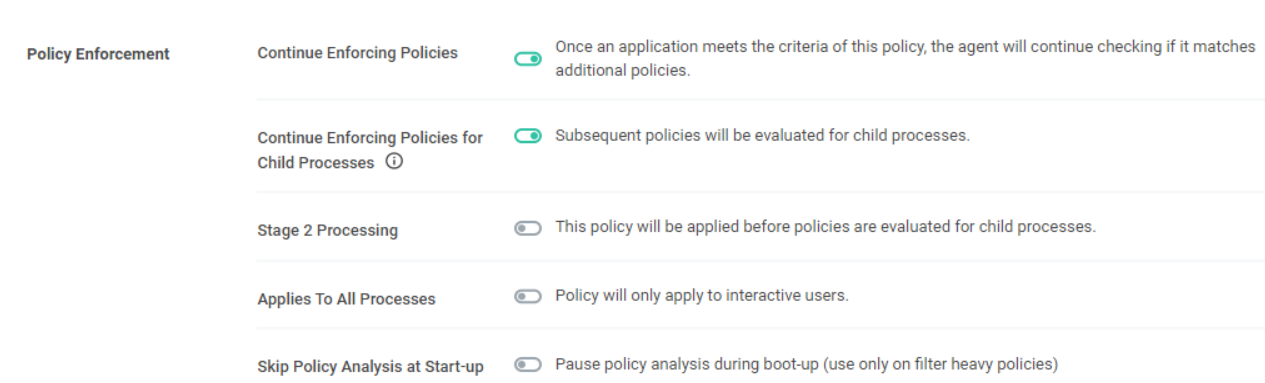 Policy Enforcement
Continue Enforcing Policies
Once an application meets the criteria of this policy, the agent will continue checking if it matches
additional policies.
Continue Enforcing Policies for
Child Processes
Subsequent policies will be evaluated for child processes.
Stage 2 Processing
This policy will be applied before policies are evaluated for child processes.
Applies To All Processes
Policy will only apply to interactive users.
Skip Policy Analysis at Start-up
Pause policy analysis during boot-up (use only on filter heavy policies)